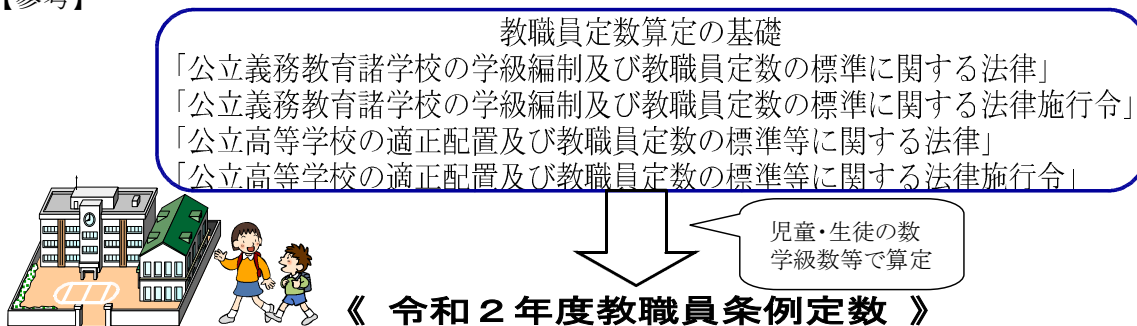 【参考】
教職員定数算定の基礎
「公立義務教育諸学校の学級編制及び教職員定数の標準に関する法律」
「公立義務教育諸学校の学級編制及び教職員定数の標準に関する法律施行令」
「公立高等学校の適正配置及び教職員定数の標準等に関する法律」
「公立高等学校の適正配置及び教職員定数の標準等に関する法律施行令」
児童・生徒の数
学級数等で算定
《 令和２年度教職員条例定数 》